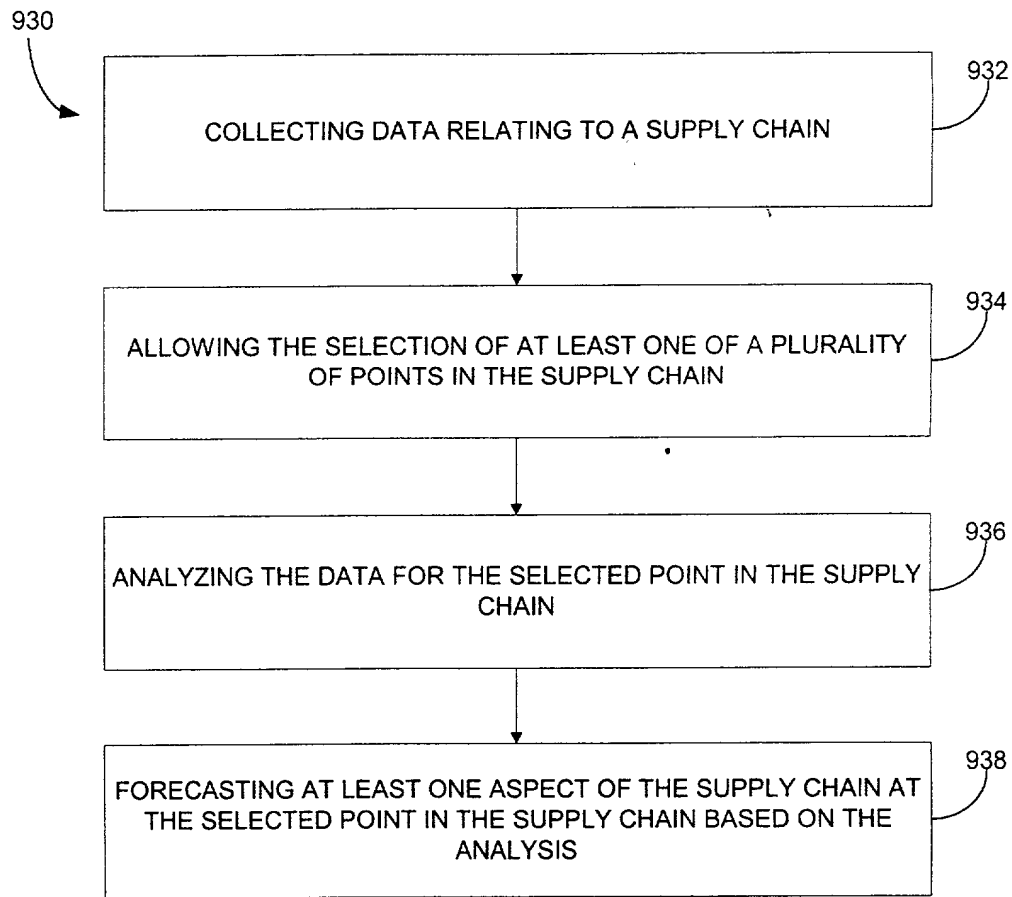 930
932
COLLECTING DATA RELATING TO A SUPPLY CHAIN
934
ALLOWING THE SELECTION OF AT LEAST ONE OF A PLURALITY
OF POINTS IN THE SUPPLY CHAIN
936
ANALYZING THE DATA FOR THE SELECTED POINT IN THE SUPPLY
CHAIN
938
FORECASTING AT LEAST ONE ASPECT OF THE SUPPLY CHAIN AT
THE SELECTED POINT IN THE SUPPLY CHAIN BASED ON THE
ANALYSIS